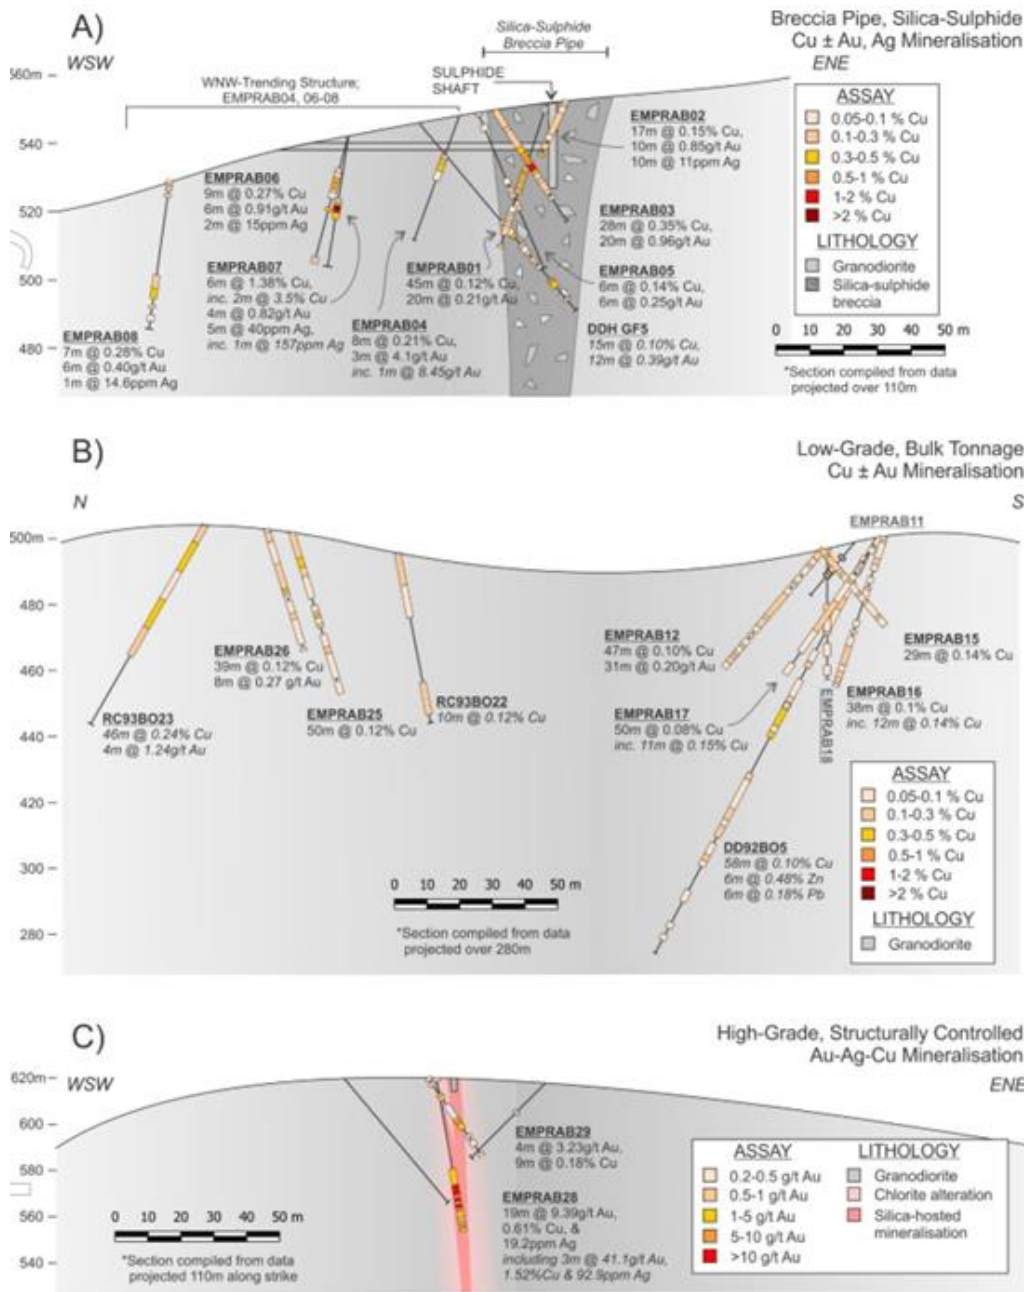 A)
Silica-Sulphide
Breccia Pipe
Breccia Pipe, Silica-Sulphide
Cu ± Au, Ag Mineralisation
WSW
ENE
560m
540
520
500
480
WNW-Trending Structure;
EMPRAB04, 06-08
SULPHIDE
SHAFT
EMPRAB02
17m @ 0.15% Cu,
10m @ 0.85g/t Au
10m @ 11ppm Ag
EMPRAB06
9m @ 0.27% Cu
6m @ 0.91g/t Au
2m @ 15ppm Ag
EMPRAB03
28m @ 0.35% Cu,
20m @ 0.96g/t Au
EMPRAB07
6m @ 1.38% Cu,
inc. 2m @ 3.5% Cu
4m @ 0.82g/t Au
5m @ 40ppm Ag,
inc. 1m @ 157ppm Ag
EMPRAB01
45m @ 0.12% Cu,
20m @ 0.21g/t Au
EMPRAB05
6m @ 0.14% Cu,
6m @ 0.25g/t Au
EMPRAB04
8m @ 0.21% Cu,
3m @ 4.1g/t Au
inc. 1m @ 8.45g/t Au
EMPRAB08
7m @ 0.28% Cu
6m @ 0.40g/t Au
1m @ 14.6ppm Ag
DDH GF5
15m @ 0.10% Cu,
12m @ 0.39g/t Au
ASSAY
0.05-0.1 % Cu
0.1-0.3 % Cu
0.3-0.5 % Cu
0.5-1 % Cu
1-2 % Cu
>2 % Cu
LITHOLOGY
Granodiorite
Silica-sulphide
breccia
0 10 20 30 40 50 m
*Section compiled from data
projected over 110m
B)
Low-Grade, Bulk Tonnage
Cu ± Au Mineralisation
N
S
500m
480
460
440
420
300
280
EMPRAB11
EMPRAB26
39m @ 0.12% Cu
8m @ 0.27 g/t Au
RC93BO23
46m @ 0.24% Cu
4m @ 1.24g/t Au
EMPRAB25
50m @ 0.12% Cu
RC93BO22
10m @ 0.12% Cu
EMPRAB12
47m @ 0.10% Cu
31m @ 0.20g/t Au
EMPRAB15
29m @ 0.14% Cu
EMPRAB17
50m @ 0.08% Cu
inc. 11m @ 0.15% Cu
EMPRAB16
38m @ 0.1% Cu
inc. 12m @ 0.14% Cu
DD92BO5
58m @ 0.10% Cu
6m @ 0.48% Zn
6m @ 0.18% Pb
0 10 20 30 40 50 m
*Section compiled from data
projected over 280m
ASSAY
0.05-0.1 % Cu
0.1-0.3 % Cu
0.3-0.5 % Cu
0.5-1 % Cu
1-2 % Cu
>2 % Cu
LITHOLOGY
Granodiorite
C)
High-Grade, Structurally Controlled
Au-Ag-Cu Mineralisation
WSW
ENE
620m
600
580
560
540
EMPRAB29
4m @ 3.23g/t Au,
9m @ 0.18% Cu
EMPRAB28
19m @ 9.39g/t Au,
0.61% Cu, &
19.2ppm Ag
including 3m @ 41.1g/t Au,
1.52%Cu & 92.9ppm Ag
0 10 20 30 40 50 m
*Section compiled from data
projected 110m along strike
ASSAY
0.2-0.5 g/t Au
0.5-1 g/t Au
1-5 g/t Au
5-10 g/t Au
>10 g/t Au
LITHOLOGY
Granodiorite
Chlorite alteration
Silica-hosted
mineralisation